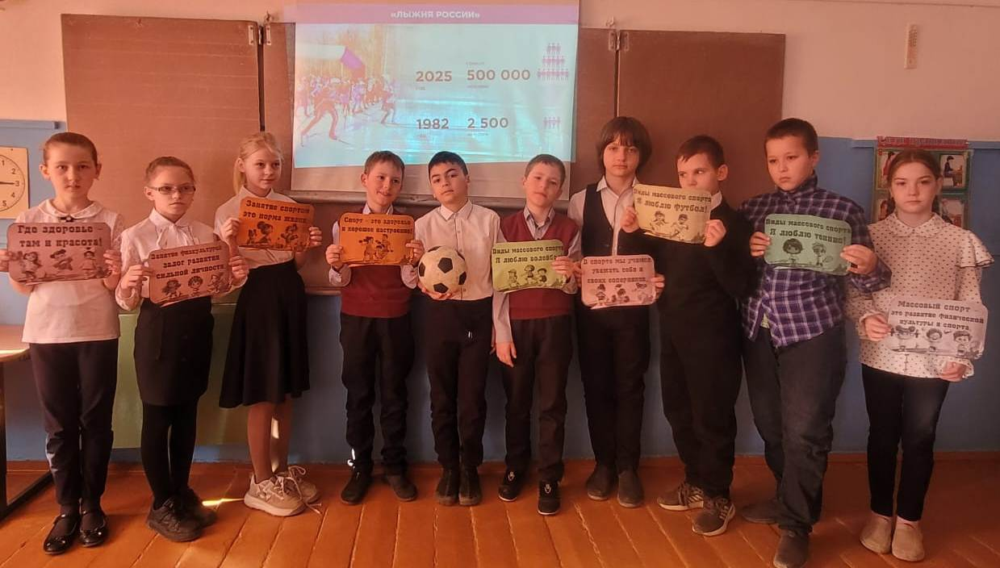 «ЛЫЖНЯ РОССИИ»
2025 500 000
1982 2 500
Где здоровье –
там и красота!
Занятие физкультурой
залог развития
сильной личности
Занятие спортом
это норма жизни
Спорт – это здоровье
и хорошее настроение!
Виды массового спорта
Я люблю волейбол
В спорте мы учимся
уважать себя и
своих соперников
Виды массового спорта
Я люблю футбол!
Виды массового спорта
Я люблю теннис!
Массовый спорт
это развитие физической
культуры и спорта